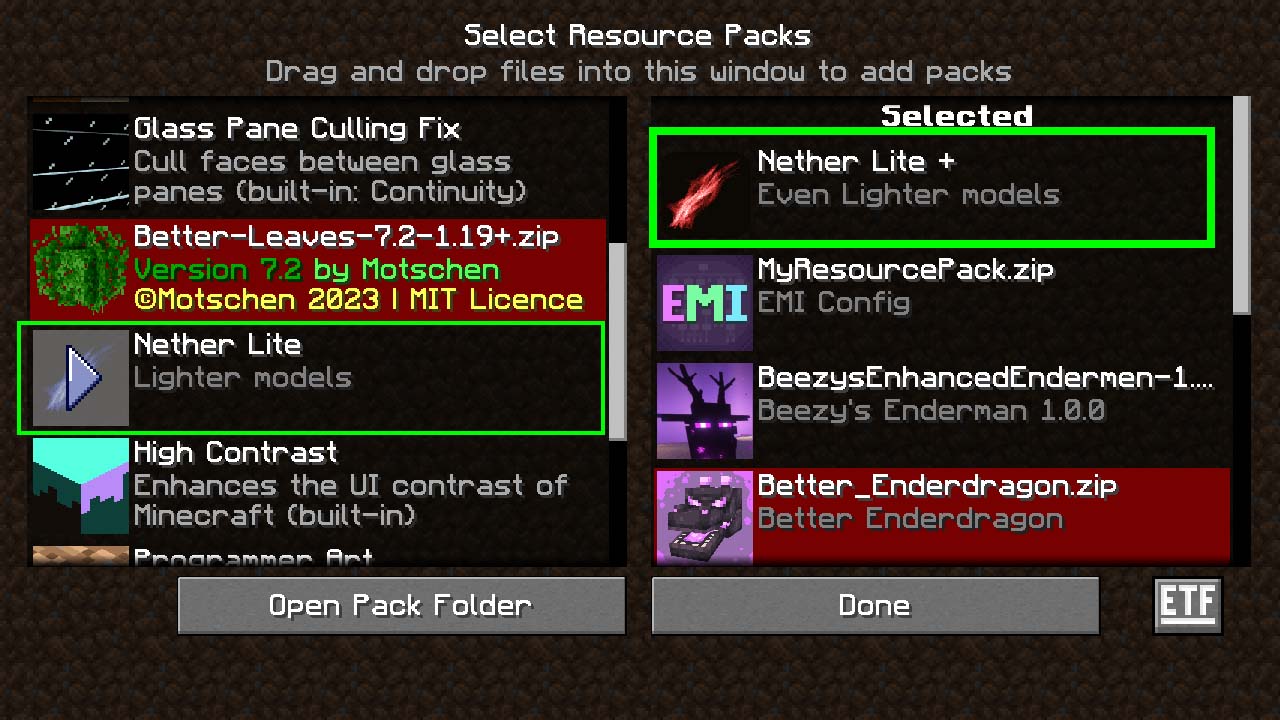 Select Resource Packs
Drag and drop files into this window to add packs
Glass Pane Culling Fix
Cull faces between glass
panes (built-in: Continuity)
Better-Leaves-7.2-1.19+.zip
Version 7.2 by Motschen
©Motschen 2023 | MIT Licence
Nether Lite
Lighter models
High Contrast
Enhances the UI contrast of
Minecraft (built-in)
Programmer Art
Selected
Nether Lite +
Even Lighter models
EMI
MyResourcePack.zip
EMI Config
BeezysEnhancedEndermen-1....
Beezy's Enderman 1.0.0
Better_Enderdragon.zip
Better Enderdragon
Open Pack Folder
Done
ETF